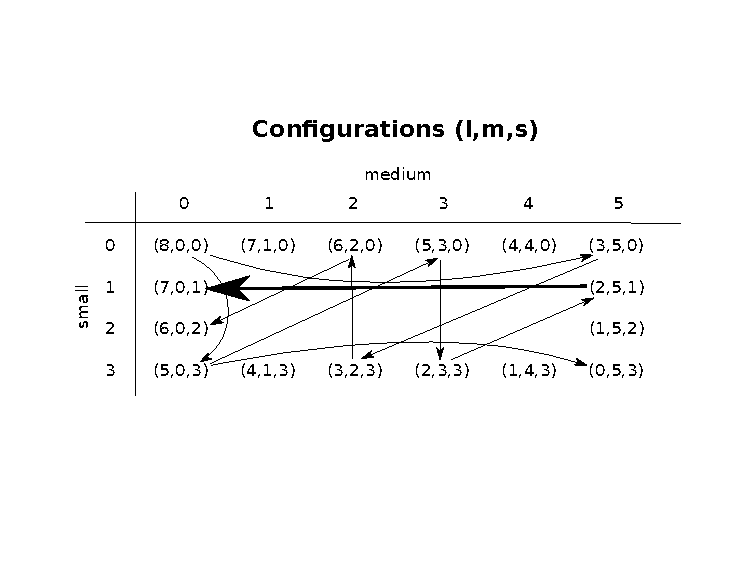 Configurations (l,m,s)
medium
0 1 2 3 4 5
small
0 (8,0,0) (7,1,0) (6,2,0) (5,3,0) (4,4,0) (3,5,0)
1 (7,0,1) (2,5,1)
2 (6,0,2) (1,5,2)
3 (5,0,3) (4,1,3) (3,2,3) (2,3,3) (1,4,3) (0,5,3)